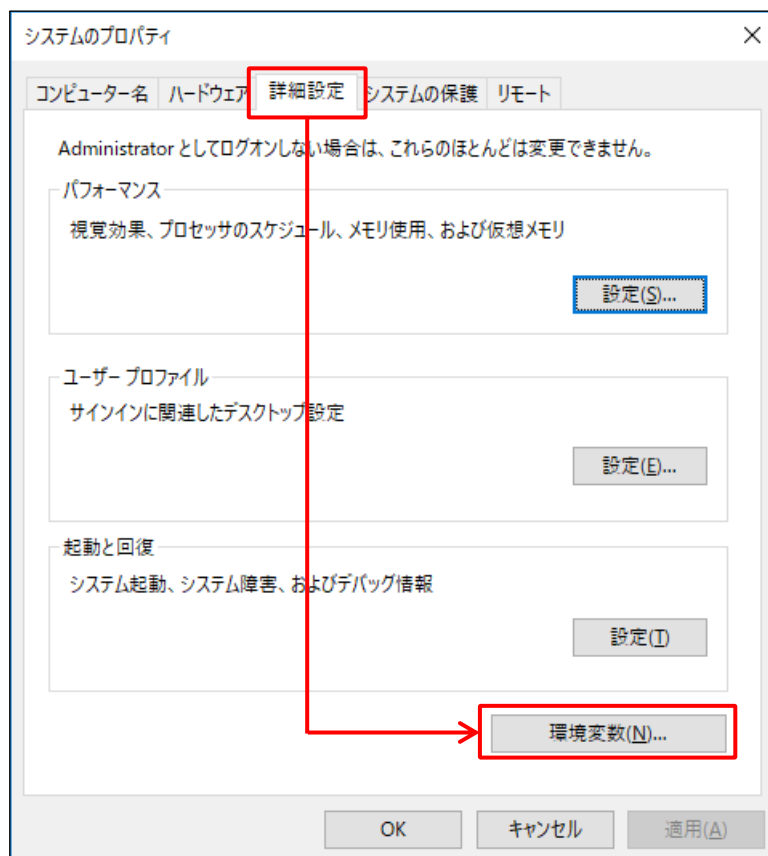 システムのプロパティ
コンピューター名 ハードウェア 詳細設定 システムの保護 リモート
Administrator としてログオンしない場合は、これらのほとんどは変更できません。
パフォーマンス
視覚効果、プロセッサのスケジュール、メモリ使用、および仮想メモリ
設定(S)...
ユーザー プロファイル
サインインに関連したデスクトップ設定
設定(E)...
起動と回復
システム起動、システム障害、およびデバッグ情報
設定(T)
環境変数(N)...
OK キャンセル 適用(A)